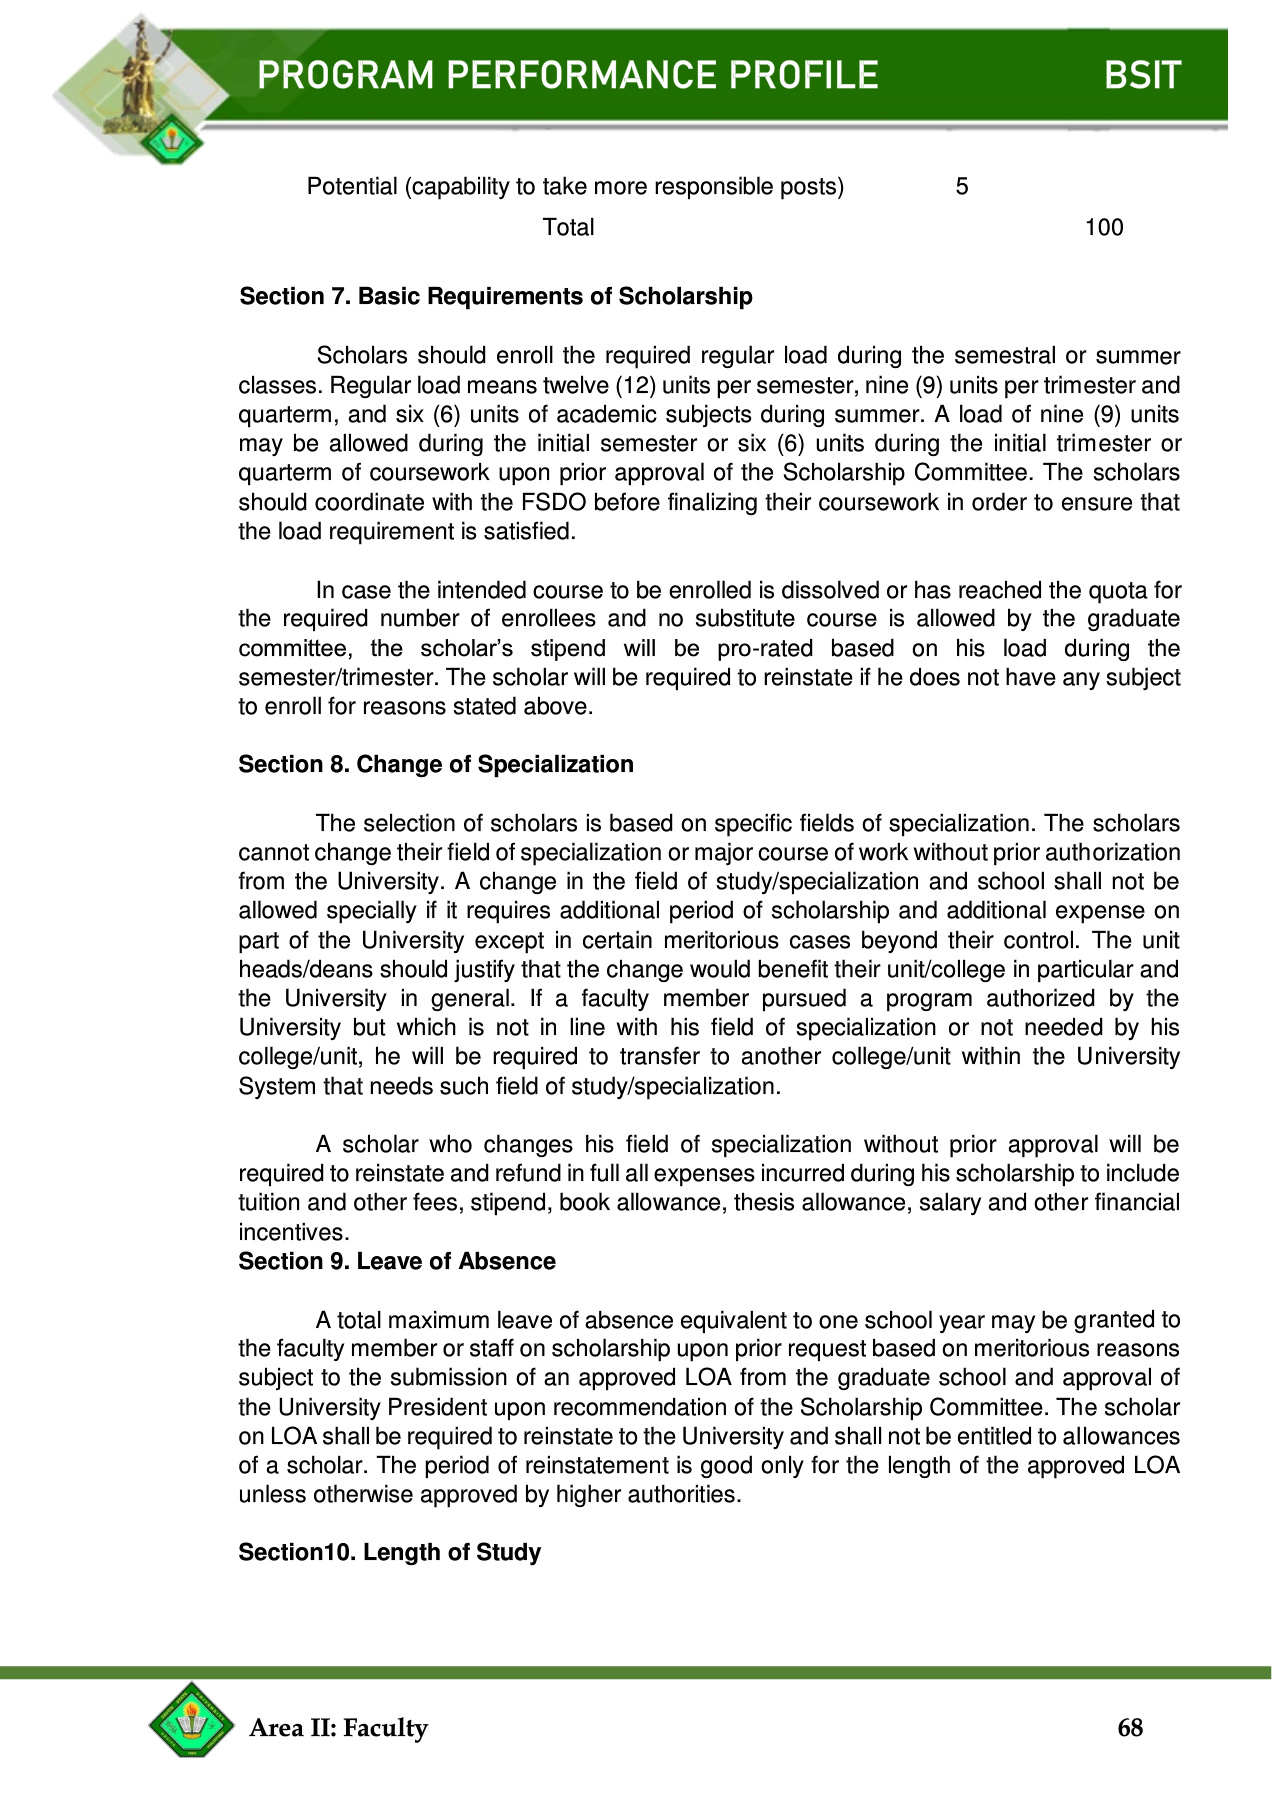 PROGRAM PERFORMANCE PROFILE BSIT
Potential (capability to take more responsible posts) 5
Total 100
Section 7. Basic Requirements of Scholarship
Scholars should enroll the required regular load during the semestral or summer
classes. Regular load means twelve (12) units per semester, nine (9) units per trimester and
quarterm, and six (6) units of academic subjects during summer. A load of nine (9) units
may be allowed during the initial semester or six (6) units during the initial trimester or
quarterm of coursework upon prior approval of the Scholarship Committee. The scholars
should coordinate with the FSDO before finalizing their coursework in order to ensure that
the load requirement is satisfied.
In case the intended course to be enrolled is dissolved or has reached the quota for
the required number of enrollees and no substitute course is allowed by the graduate
committee, the scholar’s stipend will be pro-rated based on his load during the
semester/trimester. The scholar will be required to reinstate if he does not have any subject
to enroll for reasons stated above.
Section 8. Change of Specialization
The selection of scholars is based on specific fields of specialization. The scholars
cannot change their field of specialization or major course of work without prior authorization
from the University. A change in the field of study/specialization and school shall not be
allowed specially if it requires additional period of scholarship and additional expense on
part of the University except in certain meritorious cases beyond their control. The unit
heads/deans should justify that the change would benefit their unit/college in particular and
the University in general. If a faculty member pursued a program authorized by the
University but which is not in line with his field of specialization or not needed by his
college/unit, he will be required to transfer to another college/unit within the University
System that needs such field of study/specialization.
A scholar who changes his field of specialization without prior approval will be
required to reinstate and refund in full all expenses incurred during his scholarship to include
tuition and other fees, stipend, book allowance, thesis allowance, salary and other financial
incentives.
Section 9. Leave of Absence
A total maximum leave of absence equivalent to one school year may be granted to
the faculty member or staff on scholarship upon prior request based on meritorious reasons
subject to the submission of an approved LOA from the graduate school and approval of
the University President upon recommendation of the Scholarship Committee. The scholar
on LOA shall be required to reinstate to the University and shall not be entitled to allowances
of a scholar. The period of reinstatement is good only for the length of the approved LOA
unless otherwise approved by higher authorities.
Section10. Length of Study
Area II: Faculty 68